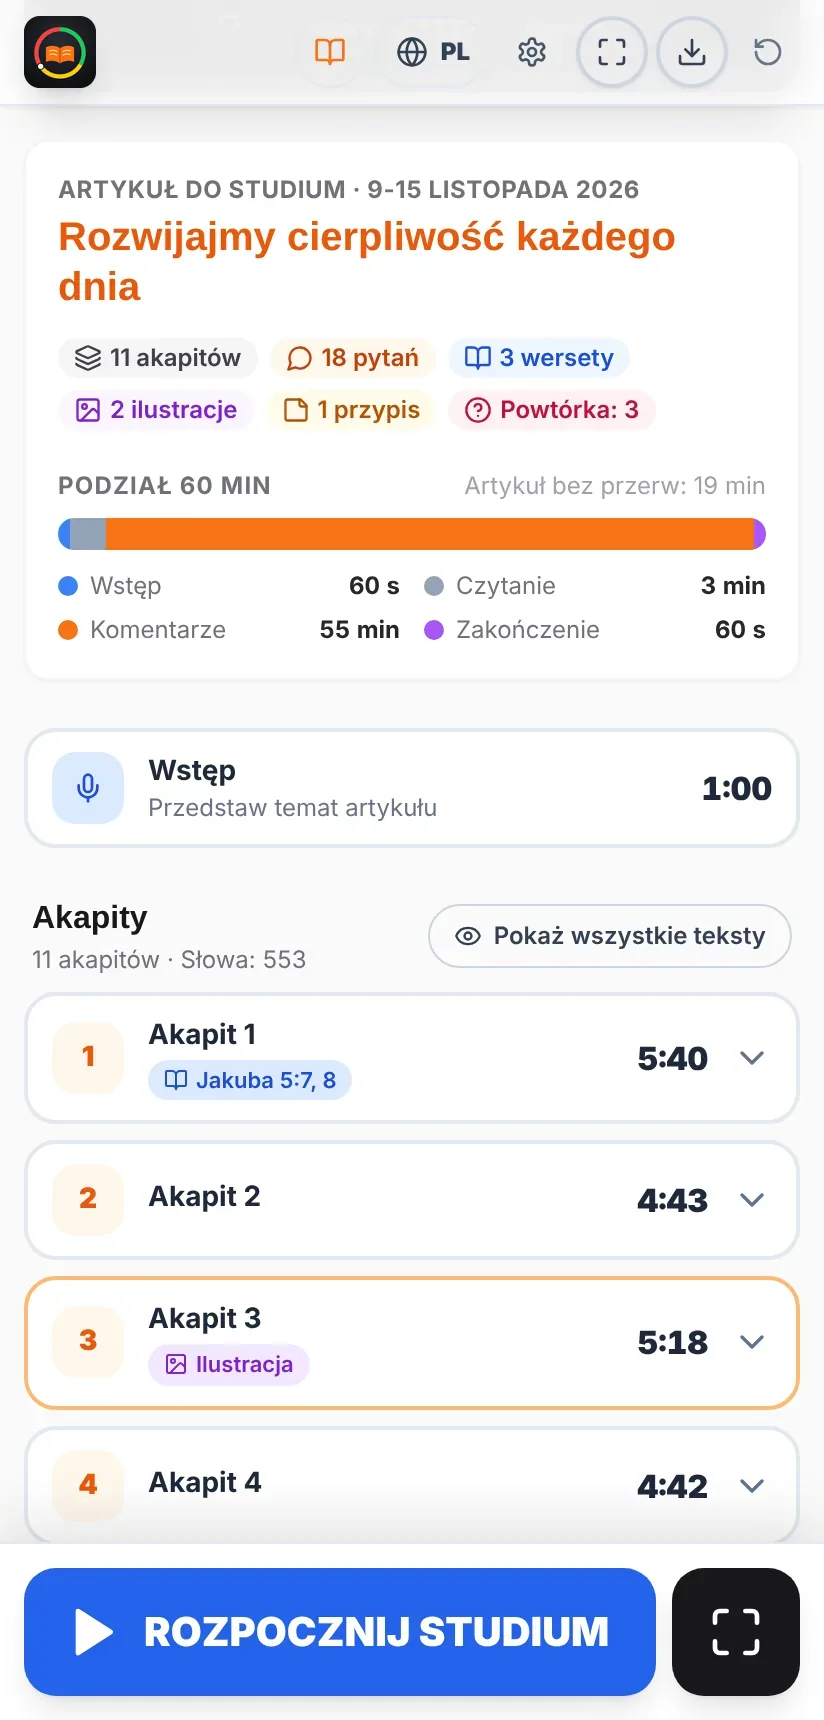 PL
ARTYKUŁ DO STUDIUM · 9-15 LISTOPADA 2026
Rozwijajmy cierpliwość każdego
dnia
11 akapitów
18 pytań
3 wersety
2 ilustracje
1 przypis
Powtórka: 3
PODZIAŁ 60 MIN
Artykuł bez przerw: 19 min
Wstęp 60 s
Czytanie 3 min
Komentarze 55 min
Zakończenie 60 s
Wstęp
Przedstaw temat artykułu
1:00
Akapity
11 akapitów · Słowa: 553
Pokaż wszystkie teksty
1
Akapit 1
Jakuba 5:7, 8
5:40
2
Akapit 2
4:43
3
Akapit 3
Ilustracja
5:18
4
Akapit 4
4:42
ROZPOCZNIJ STUDIUM